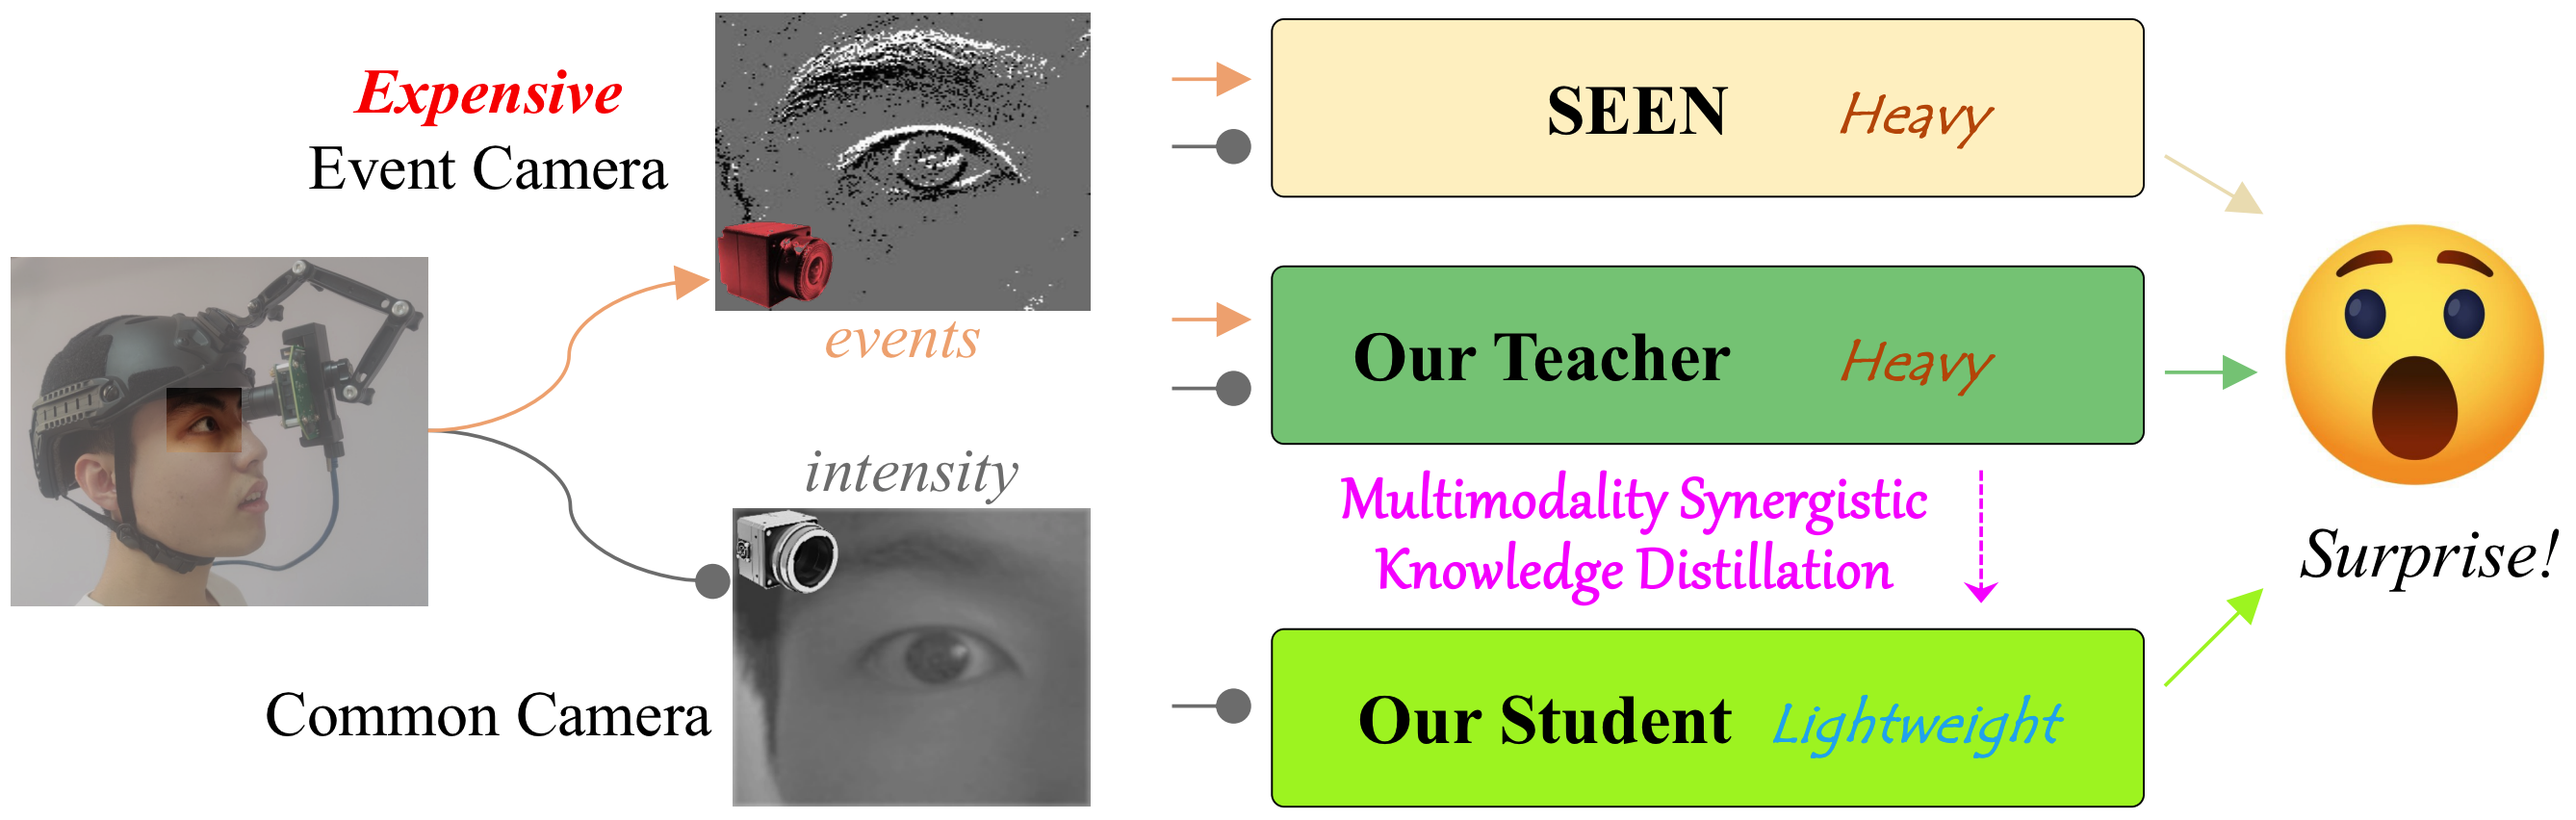 Expensive
Event Camera
events
intensity
Common Camera
SEEN Heavy
Our Teacher Heavy
Multimodality Synergistic
Knowledge Distillation
Our Student Lightweight
Surprise!